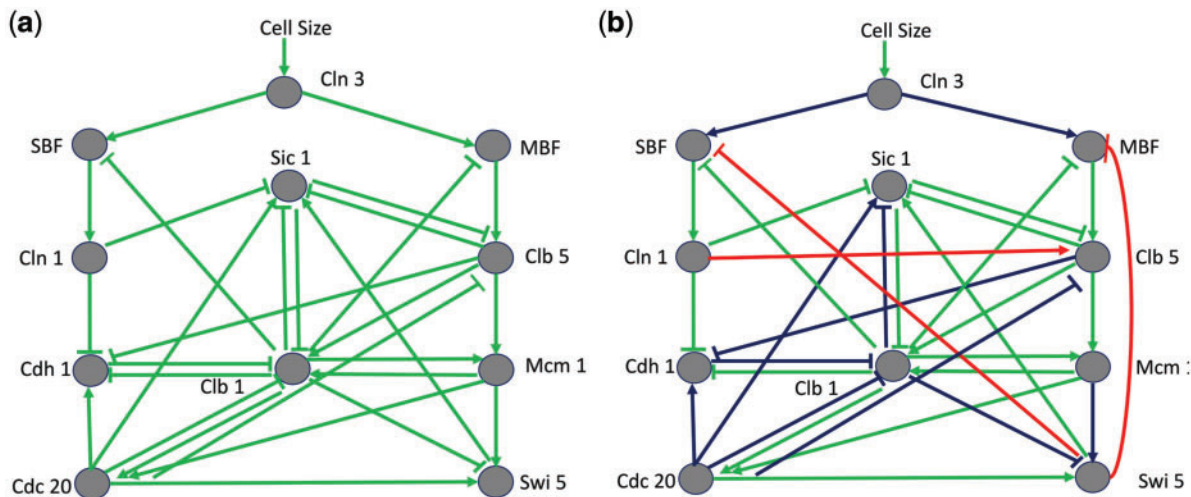 (a)
Cell Size
Cln 3
SBF
MBF
Sic 1
Cln 1
Clb 5
Cdh 1
Clb 1
Mcm 1
Cdc 20
Swi 5
(b)
Cell Size
Cln 3
SBF
MBF
Sic 1
Cln 1
Clb 5
Cdh 1
Clb 1
Mcm 1
Cdc 20
Swi 5